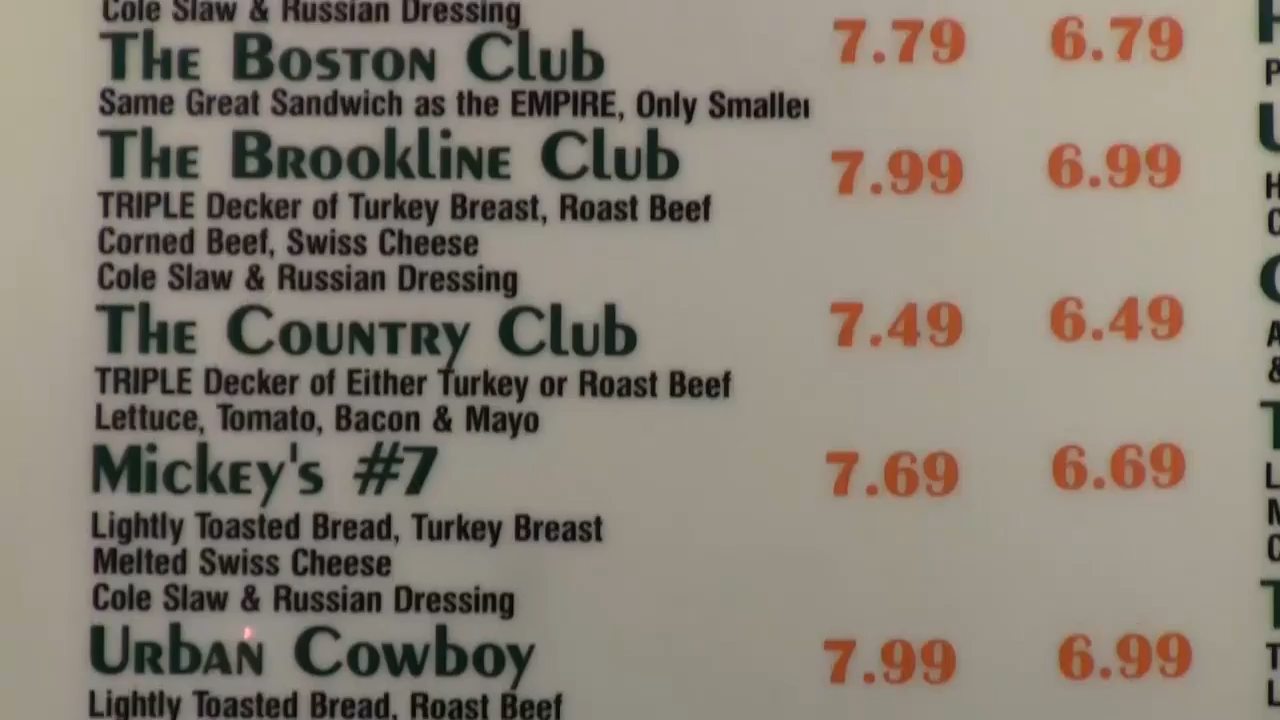 Cole Slaw & Russian Dressing
The Boston Club 7.79 6.79
Same Great Sandwich as the EMPIRE, Only Smaller
The Brookline Club 7.99 6.99
TRIPLE Decker of Turkey Breast, Roast Beef
Corned Beef, Swiss Cheese
Cole Slaw & Russian Dressing
The Country Club 7.49 6.49
TRIPLE Decker of Either Turkey or Roast Beef
Lettuce, Tomato, Bacon & Mayo
Mickey's #7 7.69 6.69
Lightly Toasted Bread, Turkey Breast
Melted Swiss Cheese
Cole Slaw & Russian Dressing
Urban Cowboy 7.99 6.99
Lightly Toasted Bread, Roast Beef